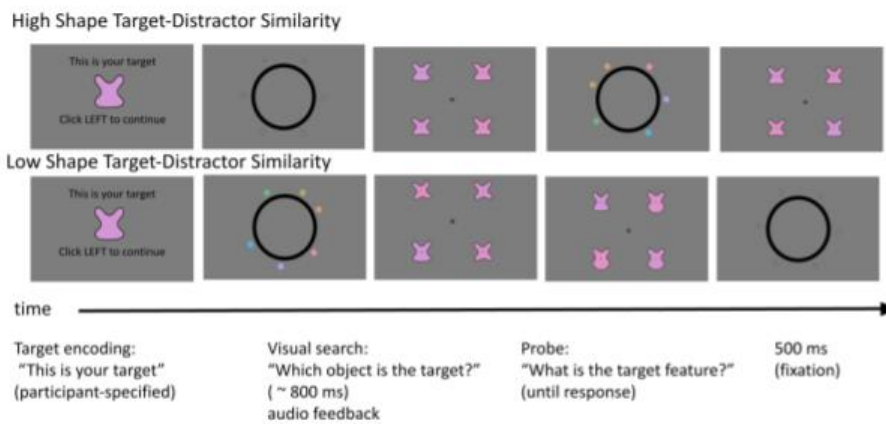 High Shape Target-Distractor Similarity
This is your target
Click LEFT to continue
Low Shape Target-Distractor Similarity
This is your target
Click LEFT to continue
time
Target encoding:
"This is your target"
(participant-specified)
Visual search:
"Which object is the target?"
( ~ 800 ms)
audio feedback
Probe:
"What is the target feature?"
(until response)
500 ms
(fixation)